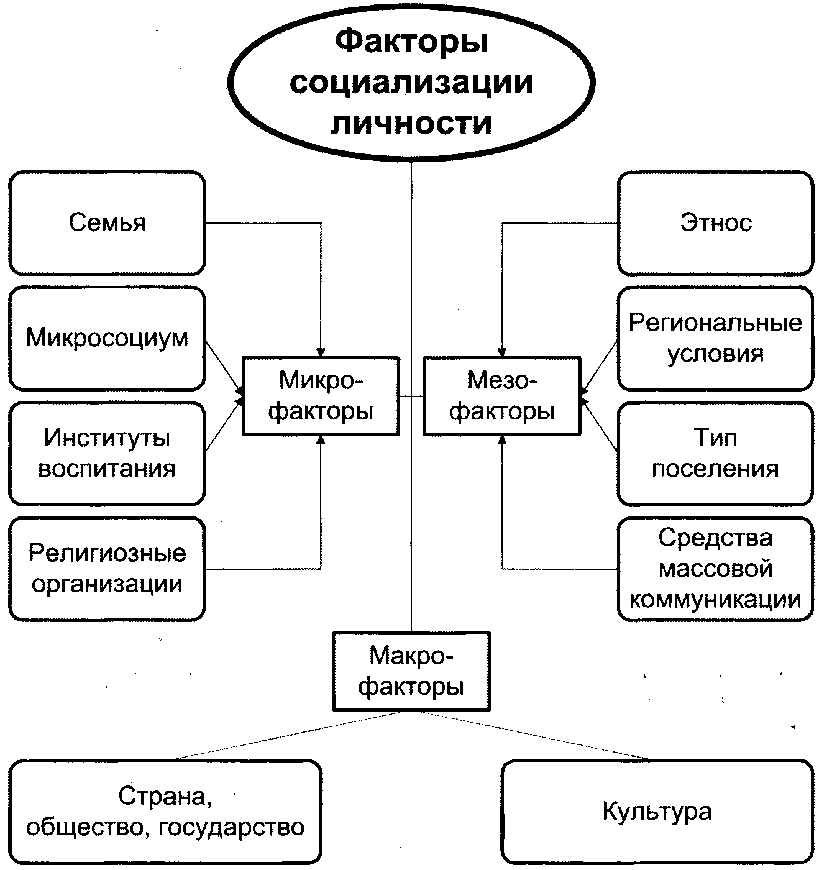 Факторы
социализации
личности
Семья
Этнос
Микросоциум
Региональные
условия
Микро-
факторы
Мезо-
факторы
Институты
воспитания
Тип
поселения
Религиозные
организации
Средства
массовой
коммуникации
Макро-
факторы
Страна,
общество, государство
Культура